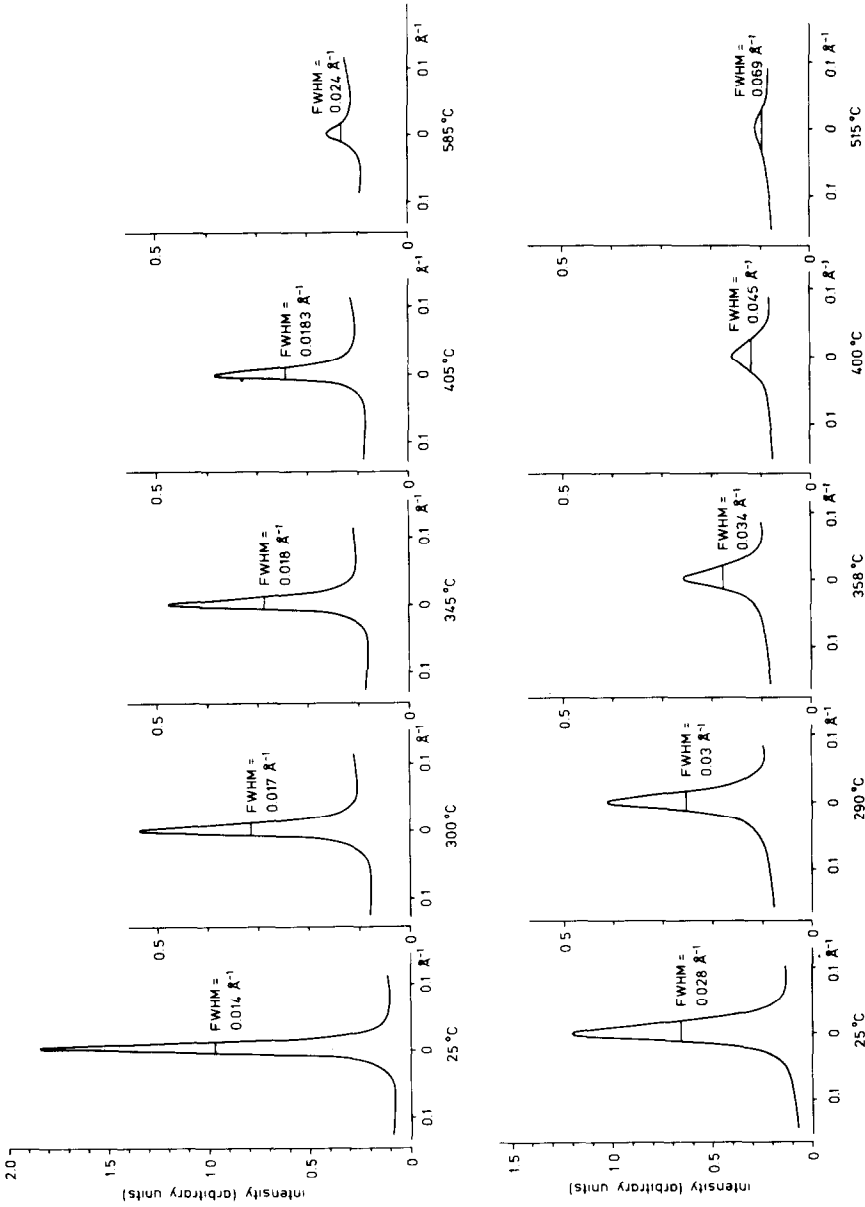 intensity (arbitrary units)
2.0
1.0
0.5
0
FWHM =
0.014 Å⁻¹
0.1 0 0.1 Å⁻¹
25 °C
0.5
0
FWHM =
0.017 Å⁻¹
0.1 0 0.1 Å⁻¹
300 °C
0.5
0
FWHM =
0.018 Å⁻¹
0.1 0 0.1 Å⁻¹
345 °C
0.5
0
FWHM =
0.0183 Å⁻¹
0.1 0 0.1 Å⁻¹
405 °C
0.5
0
FWHM =
0.024 Å⁻¹
0.1 0 0.1 Å⁻¹
585 °C
intensity (arbitrary units)
1.5
1.0
0.5
0
FWHM =
0.028 Å⁻¹
0.1 0 0.1 Å⁻¹
25 °C
0.5
0
FWHM =
0.03 Å⁻¹
0.1 0 0.1 Å⁻¹
290 °C
0.5
0
FWHM =
0.034 Å⁻¹
0.1 0 0.1 Å⁻¹
358 °C
0.5
0
FWHM =
0.045 Å⁻¹
0.1 0 0.1 Å⁻¹
400 °C
0.5
0
FWHM =
0.069 Å⁻¹
0.1 0 0.1 Å⁻¹
515 °C